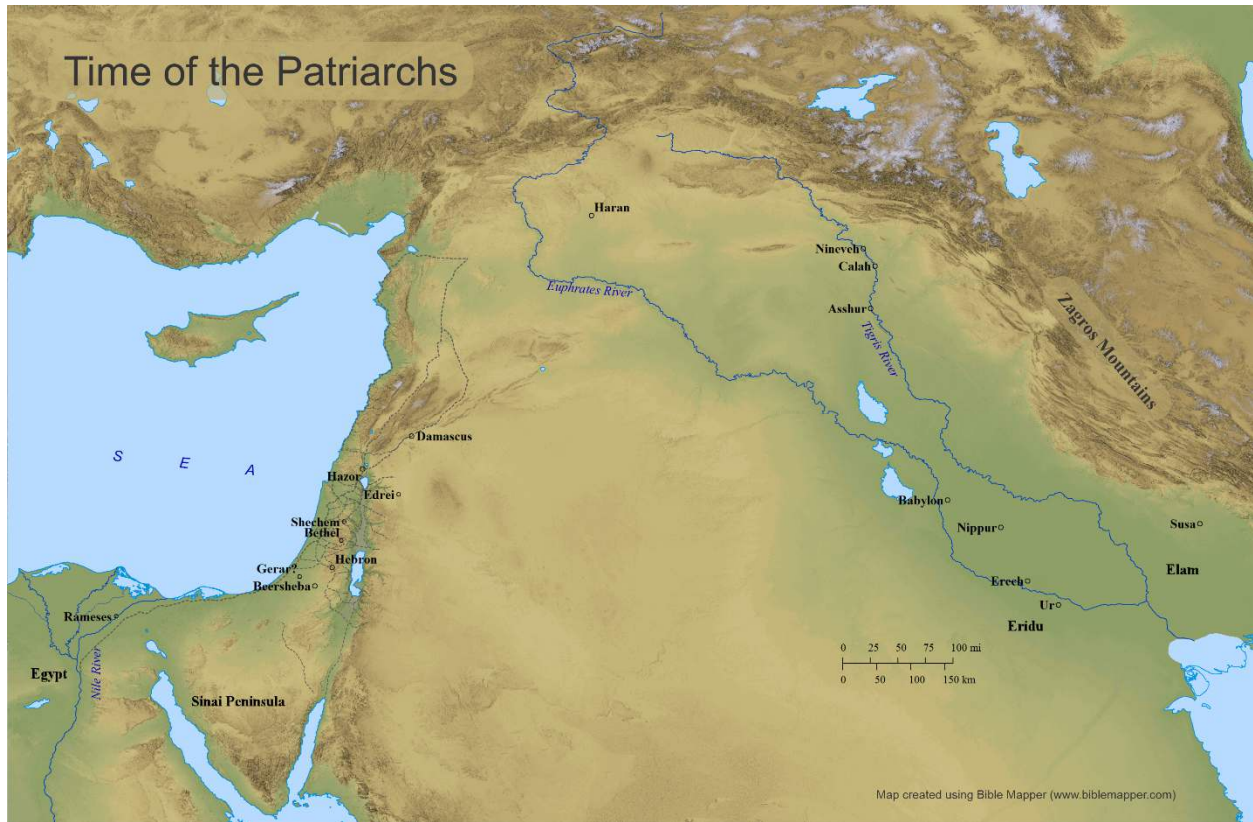 Time of the Patriarchs
Haran
Nineveh
Calah
Euphrates River
Asshur
Zagros Mountains
Tigris River
Damascus
S E A
Hazor
Edrei
Babylon
Shechem
Nippur
Susa
Bethel
Hebron
Gerar?
Elam
Beersheba
Erech
Ur
Rameses
Eridu
0 25 50 75 100 mi
0 50 100 150 km
Egypt
Nile River
Sinai Peninsula
Map created using Bible Mapper (www.biblemapper.com)